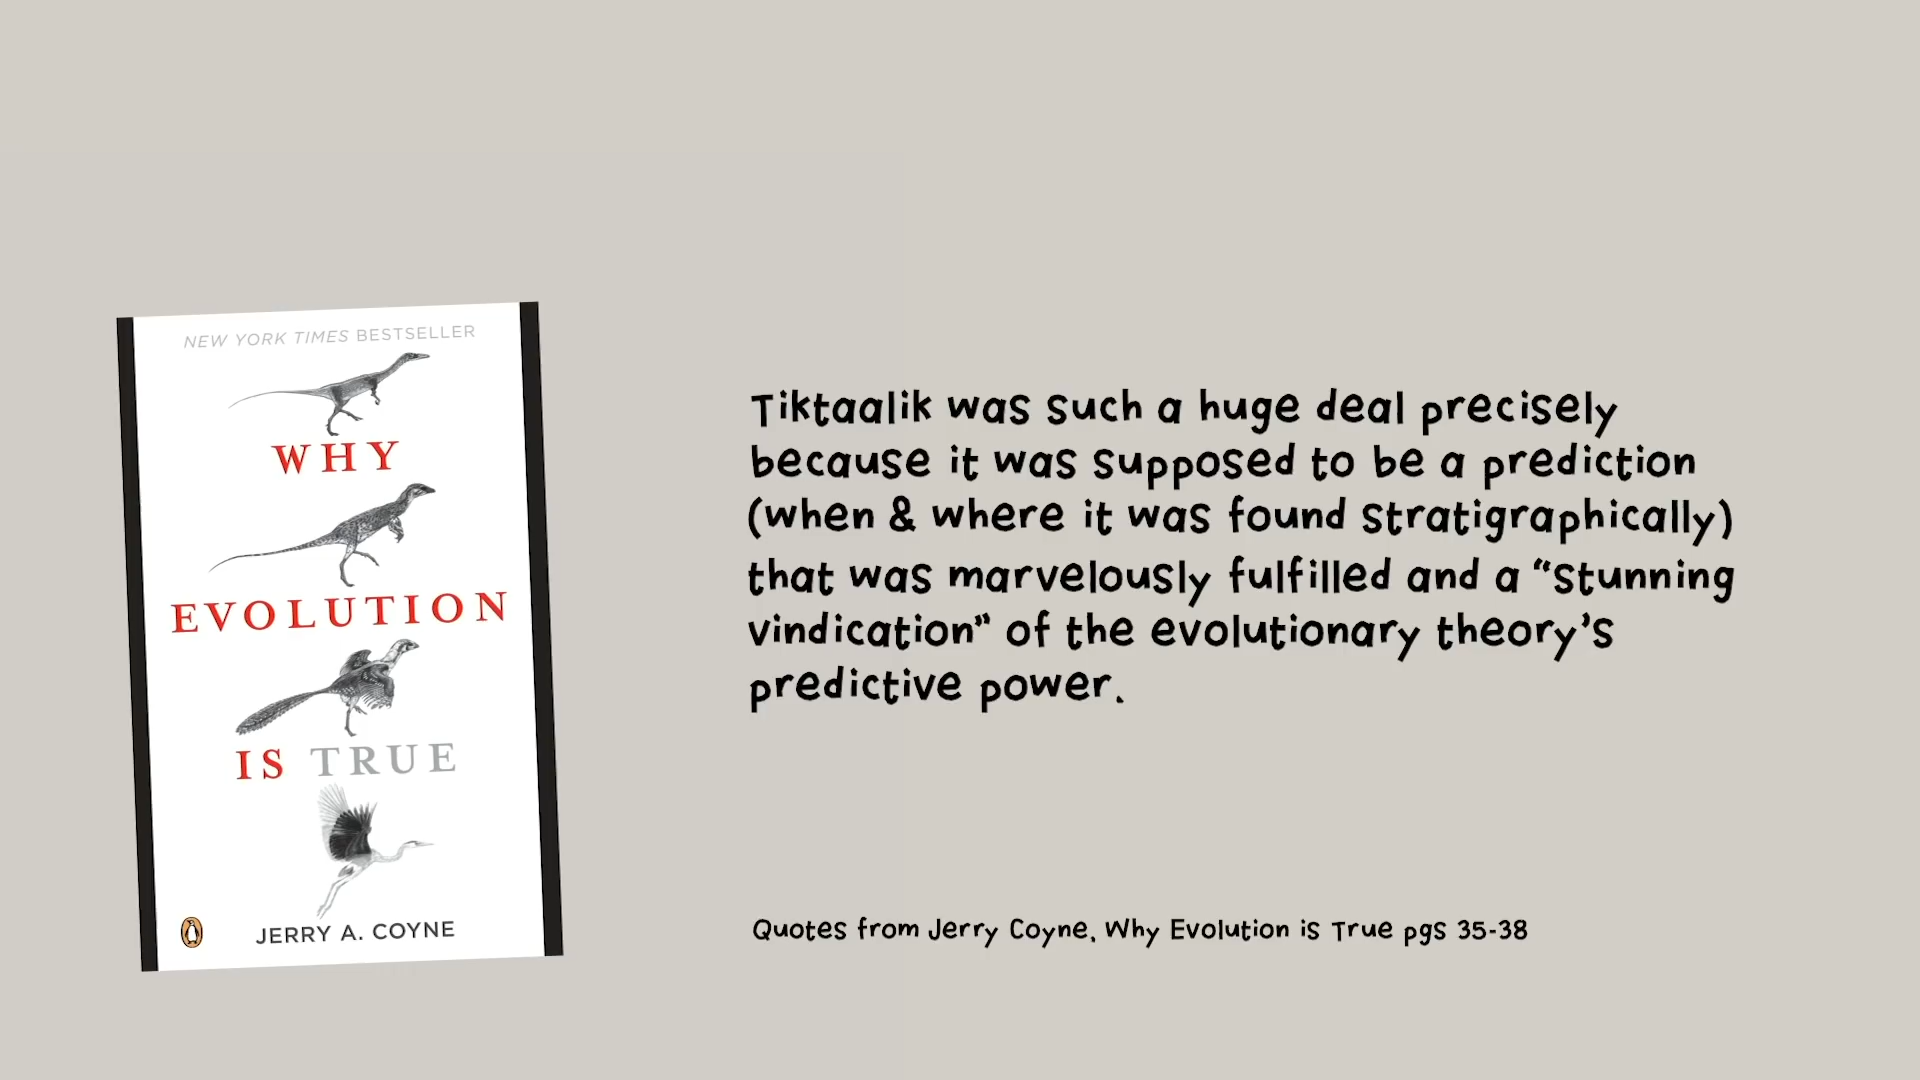 NEW YORK TIMES BESTSELLER
WHY
EVOLUTION
IS TRUE
JERRY A. COYNE
Tiktaalik was such a huge deal precisely
because it was supposed to be a prediction
(when & where it was found stratigraphically)
that was marvelously fulfilled and a “stunning
vindication” of the evolutionary theory’s
predictive power.
Quotes from Jerry Coyne, Why Evolution is True pgs 35-38